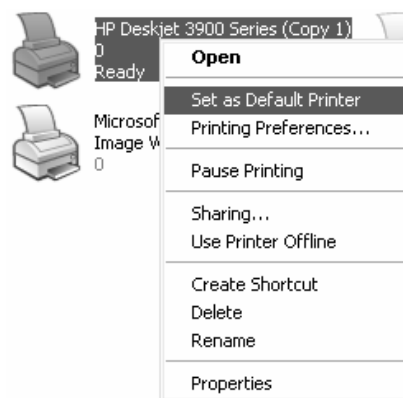 HP Deskjet 3900 Series (Copy 1)
0
Ready
Microsof
Image W
0
Open
Set as Default Printer
Printing Preferences...
Pause Printing
Sharing...
Use Printer Offline
Create Shortcut
Delete
Rename
Properties